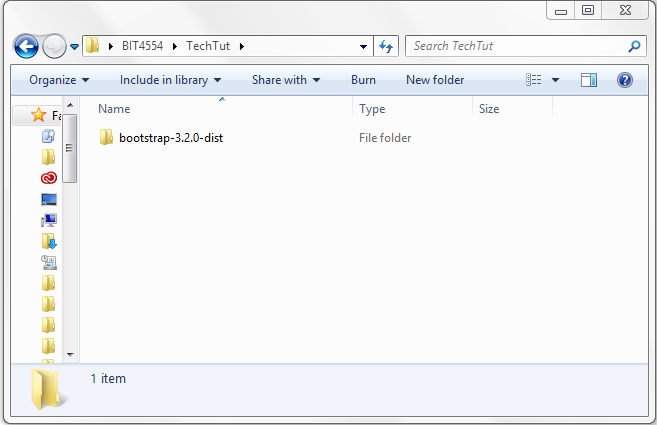 BIT4554 TechTut Search TechTut
Organize Include in library Share with Burn New folder
Name Type Size
Fa
bootstrap-3.2.0-dist File folder
1 item